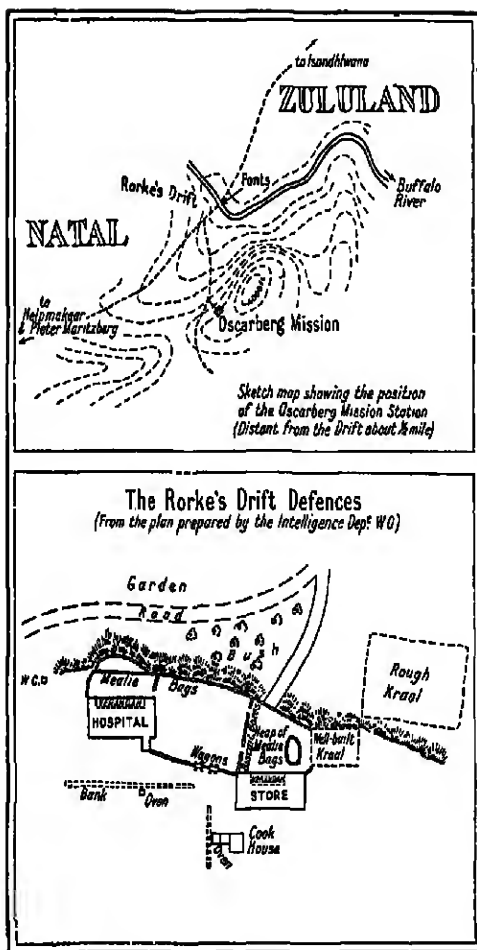 to Isandhlwana
ZULULAND
Ponts
Rorke's Drift
Buffalo
River
NATAL
to
Helpmakaar
& Pieter Maritzburg
Oscarberg Mission
Sketch map showing the position
of the Oscarberg Mission Station
(Distant from the Drift about ½ mile)
The Rorke's Drift Defences
(From the plan prepared by the Intelligence Depᵗ W O)
Garden
Road
Bush
W C
Mealie
Bags
HOSPITAL
Rough
Kraal
Heap of
Mealie
Bags
Well-built
Kraal
Wagons
STORE
Bank
Oven
Cook
House
Oven